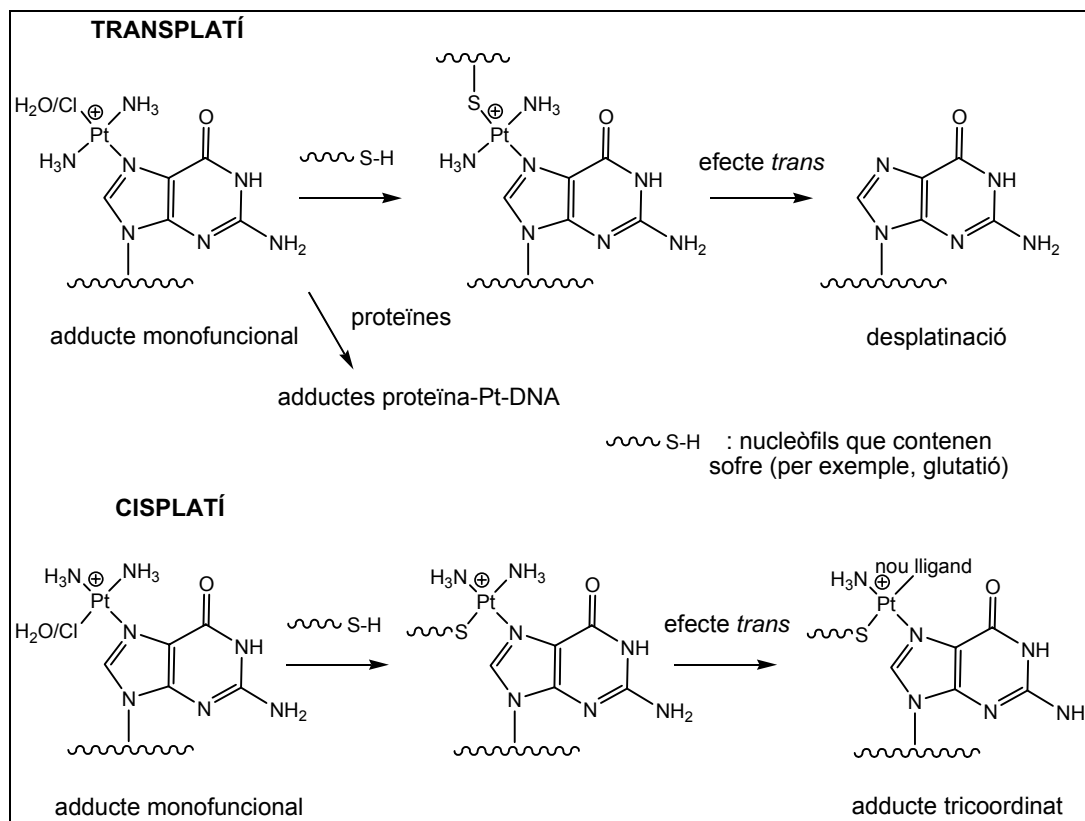 TRANSPLATÍ
H2O/Cl
⊕
NH3
Pt
H3N
N
O
NH
N
N
NH2
S-H
S
⊕
NH3
Pt
H3N
N
O
NH
N
N
NH2
efecte trans
N
O
NH
N
N
NH2
adducte monofuncional
proteïnes
desplatinació
adductes proteïna-Pt-DNA
S-H : nucleòfils que contenen
sofre (per exemple, glutatió)
CISPLATÍ
H3N
⊕
NH3
Pt
H2O/Cl
N
O
NH
N
N
NH2
S-H
H3N
⊕
NH3
Pt
S
N
O
NH
N
N
NH2
efecte trans
nou lligand
H3N
⊕
Pt
S
N
O
NH
N
N
NH
adducte monofuncional
adducte tricoordinat